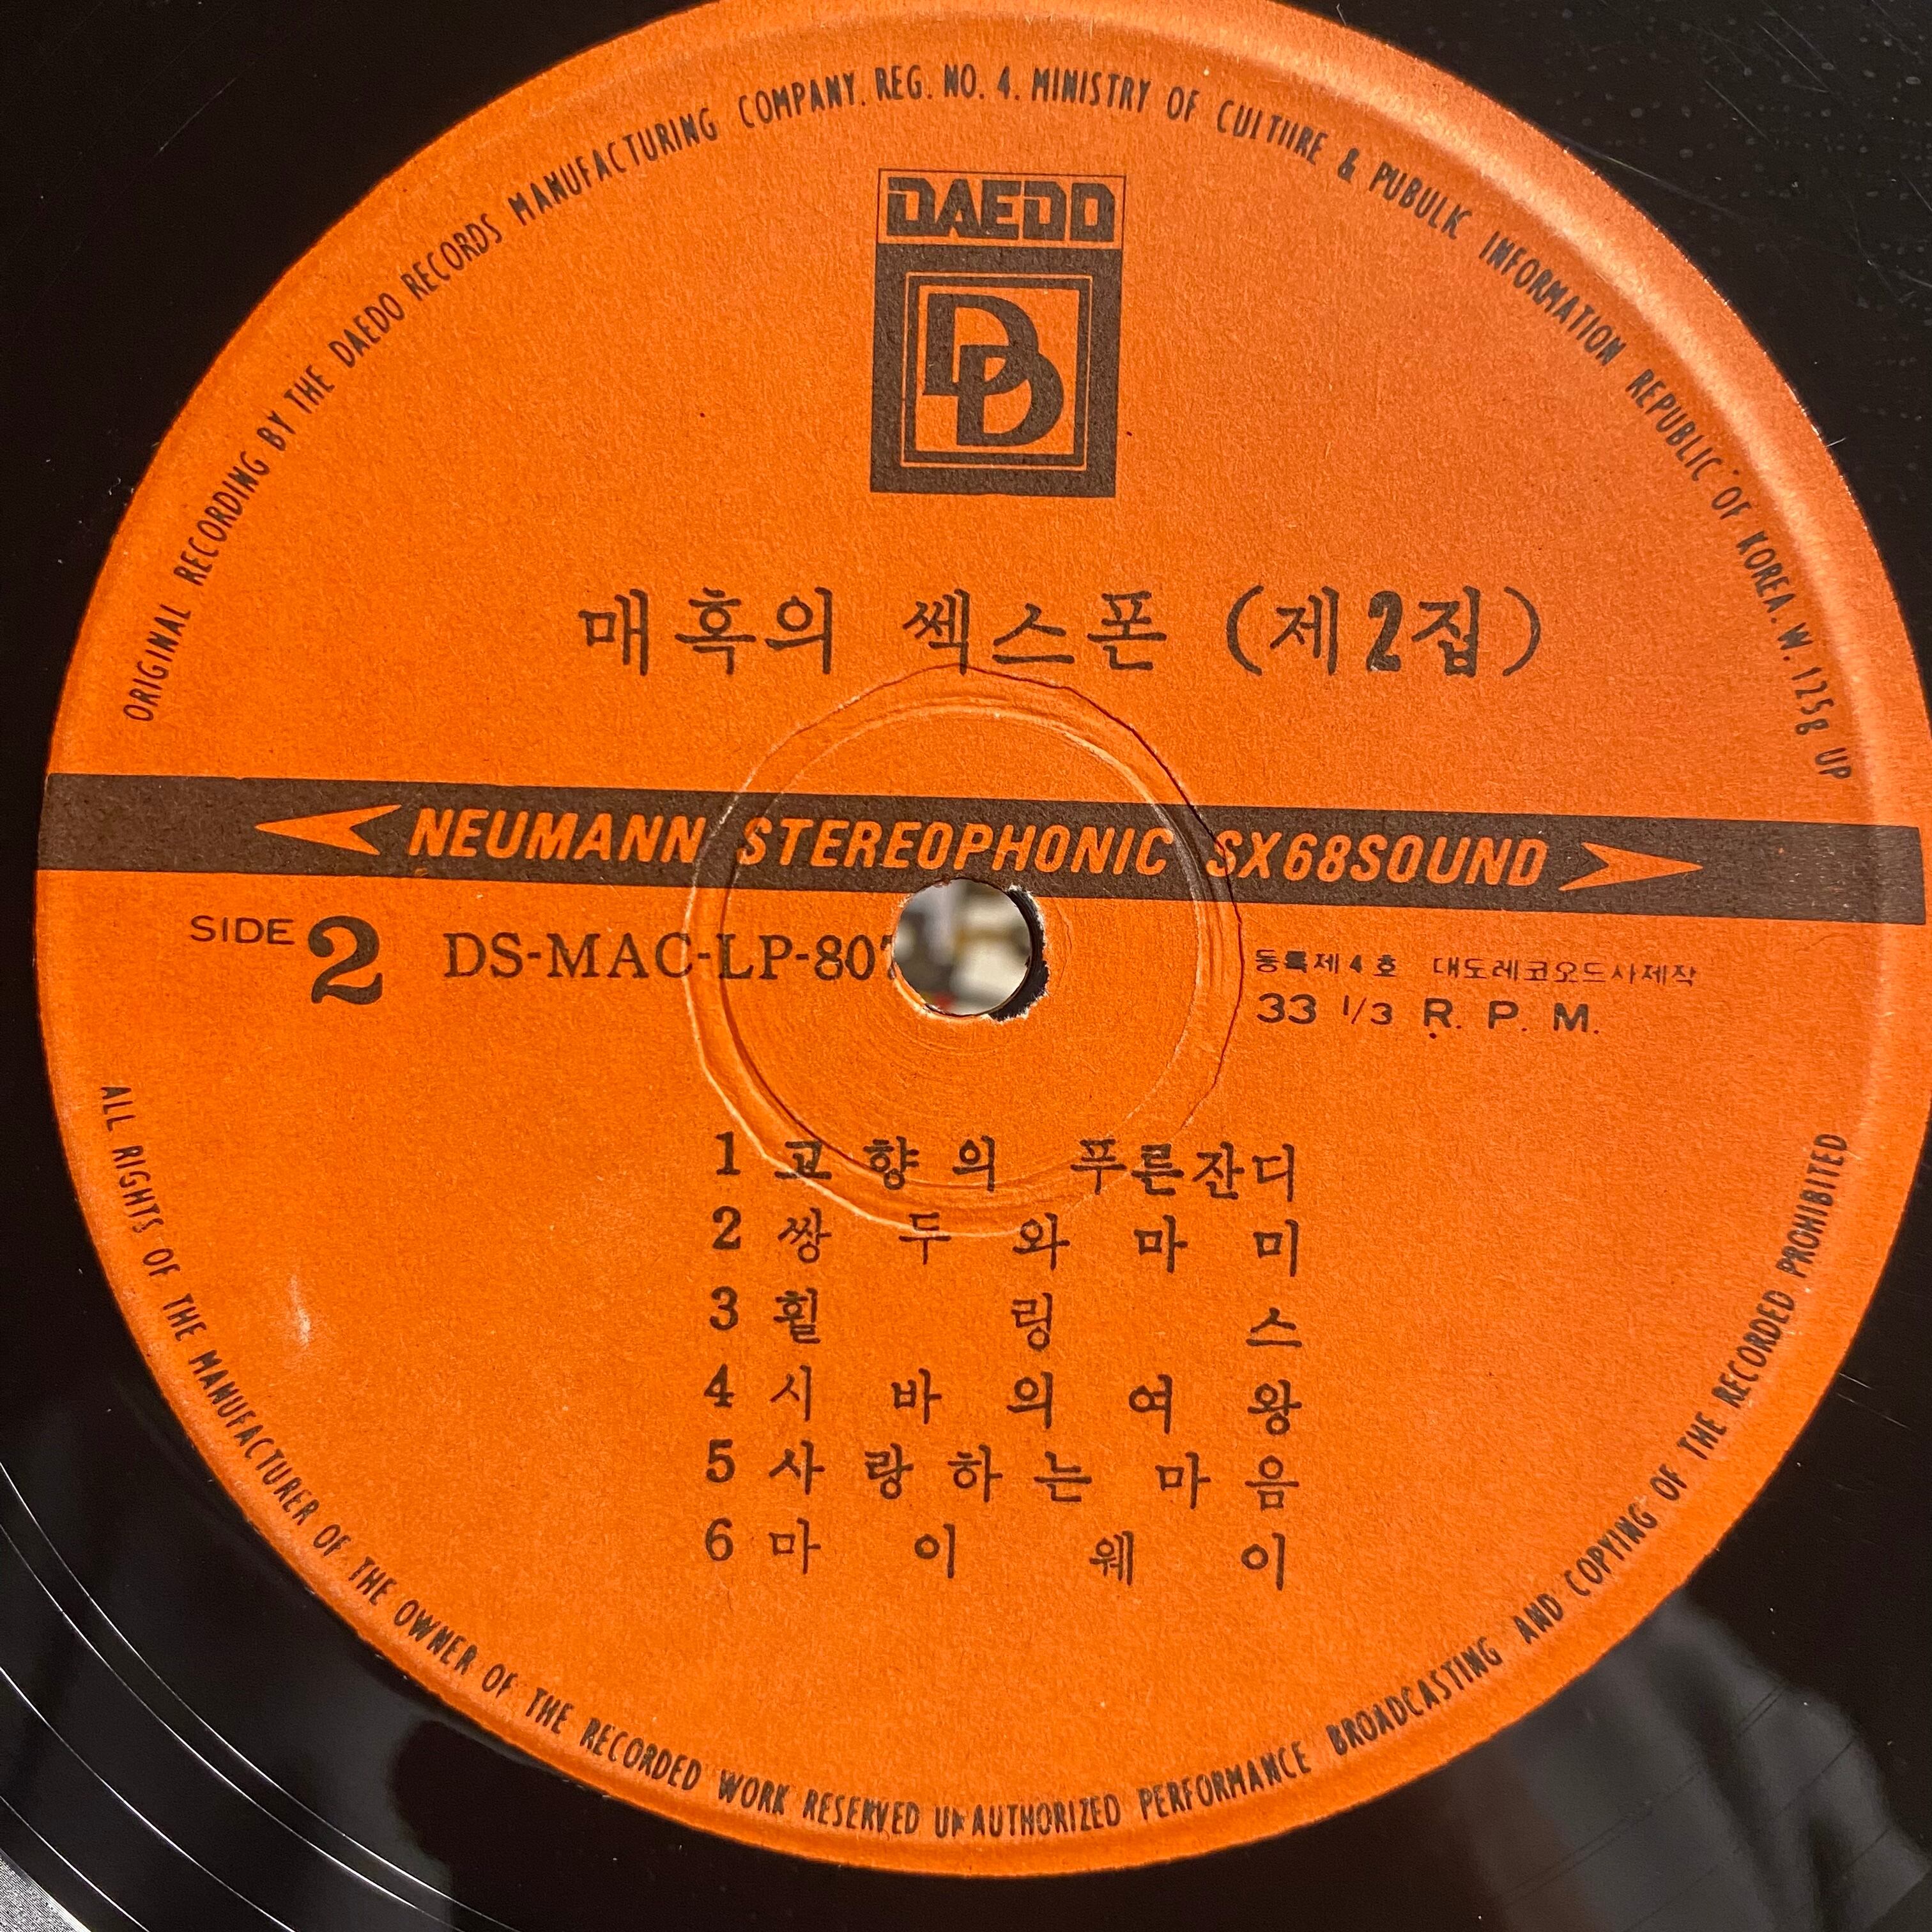 ORIGINAL RECORDING BY THE DAEDO RECORDS MANUFACTURING COMPANY. REG. NO. 4. MINISTRY OF CULTURE & PUBULK INFORMATION REPUBLIC OF KOREA. W. 1258 UP
DAEDO
DD
매혹의 쌕스폰 (제2집)
NEUMANN STEREOPHONIC SX68SOUND
SIDE 2 DS-MAC-LP-807
등록제4호 대도레코오드사제작
33 1/3 R. P. M.
1 고향의 푸른잔디
2 쌍두와마미
3 휠링스
4 시바의여왕
5 사랑하는 마음
6 마이웨이
ALL RIGHTS OF THE MANUFACTURER OF THE OWNER OF THE RECORDED WORK RESERVED UNAUTHORIZED PERFORMANCE BROADCASTING AND COPYING OF THE RECORDED PROHIBITED